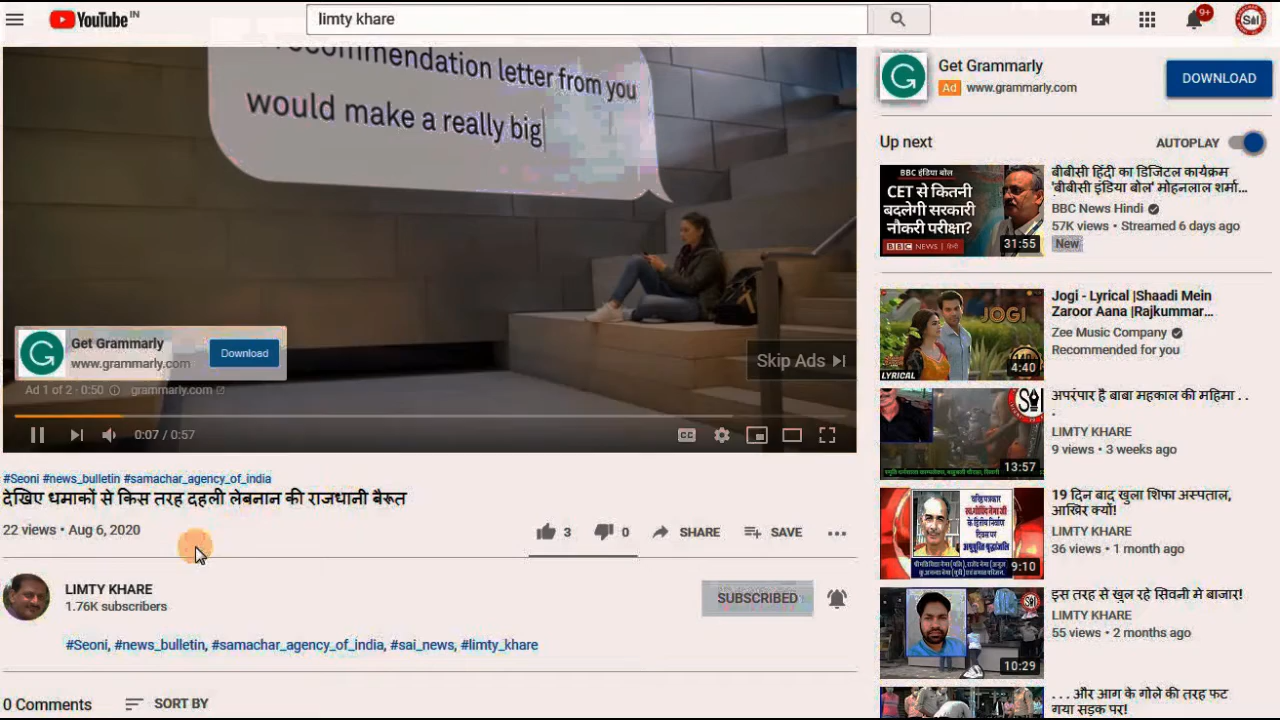 YouTube IN
limty khare
9+
recommendation letter from you
would make a really big
Get Grammarly
www.grammarly.com
Download
Skip Ads
Ad 1 of 2 · 0:50
grammarly.com
0:07 / 0:57
CC
#Seoni #news_bulletin #samachar_agency_of_india
देखिए धमाकों से किस तरह दहली लेबनान की राजधानी बैरूत
22 views • Aug 6, 2020
3
0
SHARE
SAVE
LIMTY KHARE
1.76K subscribers
SUBSCRIBED
#Seoni, #news_bulletin, #samachar_agency_of_india, #sai_news, #limty_khare
0 Comments
SORT BY
Get Grammarly
Ad www.grammarly.com
DOWNLOAD
Up next
AUTOPLAY
BBC इंडिया बोल
CET से कितनी
बदलेगी सरकारी
नौकरी परीक्षा?
BBC NEWS | हिन्दी
31:55
बीबीसी हिंदी का डिजिटल कार्यक्रम
'बीबीसी इंडिया बोल' मोहनलाल शर्मा...
BBC News Hindi
57K views • Streamed 6 days ago
New
JOGI
LYRICAL
4:40
Jogi - Lyrical |Shaadi Mein
Zaroor Aana |Rajkummar...
Zee Music Company
Recommended for you
13:57
अपरंपार है बाबा महकाल की महिमा . .
.
LIMTY KHARE
9 views • 3 weeks ago
9:10
19 दिन बाद खुला शिफा अस्पताल,
आखिर क्यों!
LIMTY KHARE
36 views • 1 month ago
10:29
इस तरह से खुल रहे सिवनी मे बाजार!
LIMTY KHARE
55 views • 2 months ago
. . . और आग के गोले की तरह फट
गया सड़क पर!